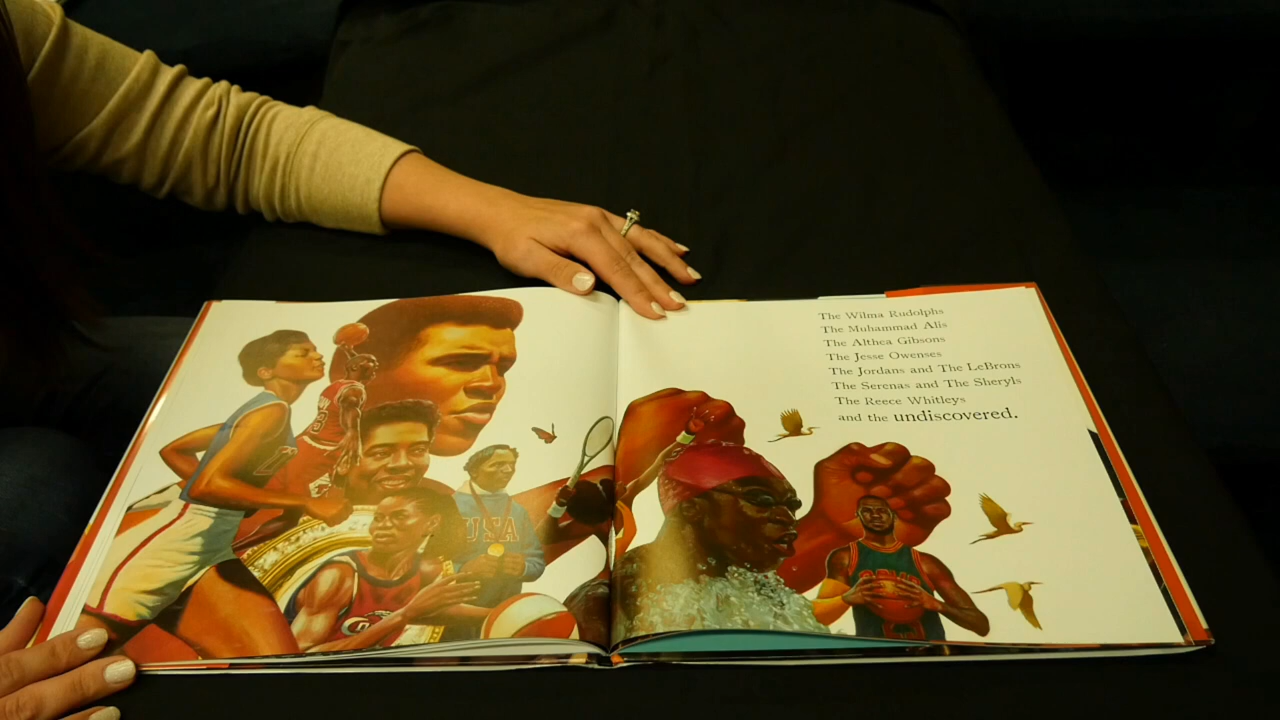 The Wilma Rudolphs
The Muhammad Alis
The Althea Gibsons
The Jesse Owenses
The Jordans and The LeBrons
The Serenas and The Sheryls
The Reece Whitleys
and the undiscovered.
USA